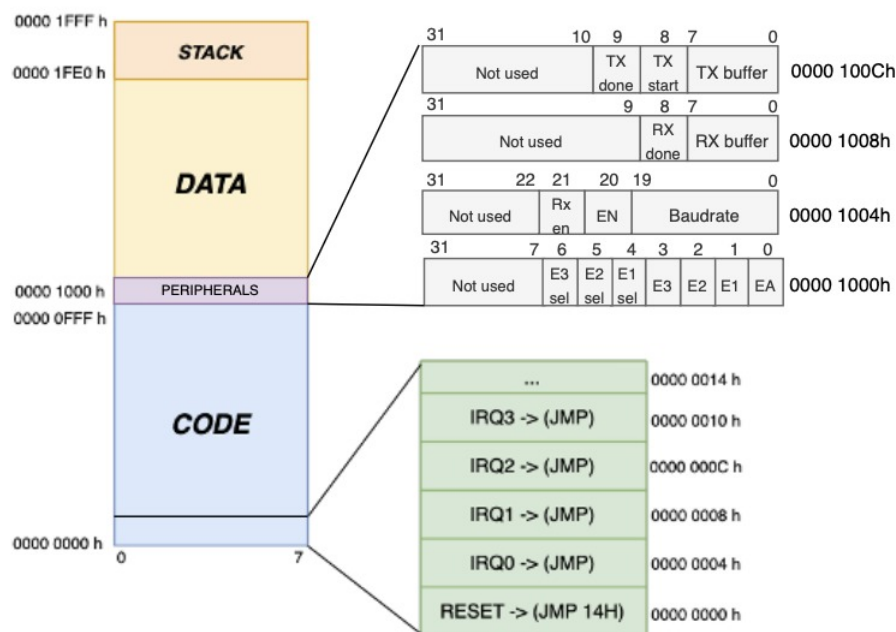 0000 1FFF h
STACK
0000 1FE0 h
DATA
0000 1000 h
PERIPHERALS
0000 0FFF h
CODE
0000 0000 h
0 7
31 10 9 8 7 0
Not used
TX done
TX start
TX buffer
0000 100Ch
31 9 8 7 0
Not used
RX done
RX buffer
0000 1008h
31 22 21 20 19 0
Not used
Rx en
EN
Baudrate
0000 1004h
31 7 6 5 4 3 2 1 0
Not used
E3 sel
E2 sel
E1 sel
E3
E2
E1
EA
0000 1000h
... 0000 0014 h
IRQ3 -> (JMP) 0000 0010 h
IRQ2 -> (JMP) 0000 000C h
IRQ1 -> (JMP) 0000 0008 h
IRQ0 -> (JMP) 0000 0004 h
RESET -> (JMP 14H) 0000 0000 h